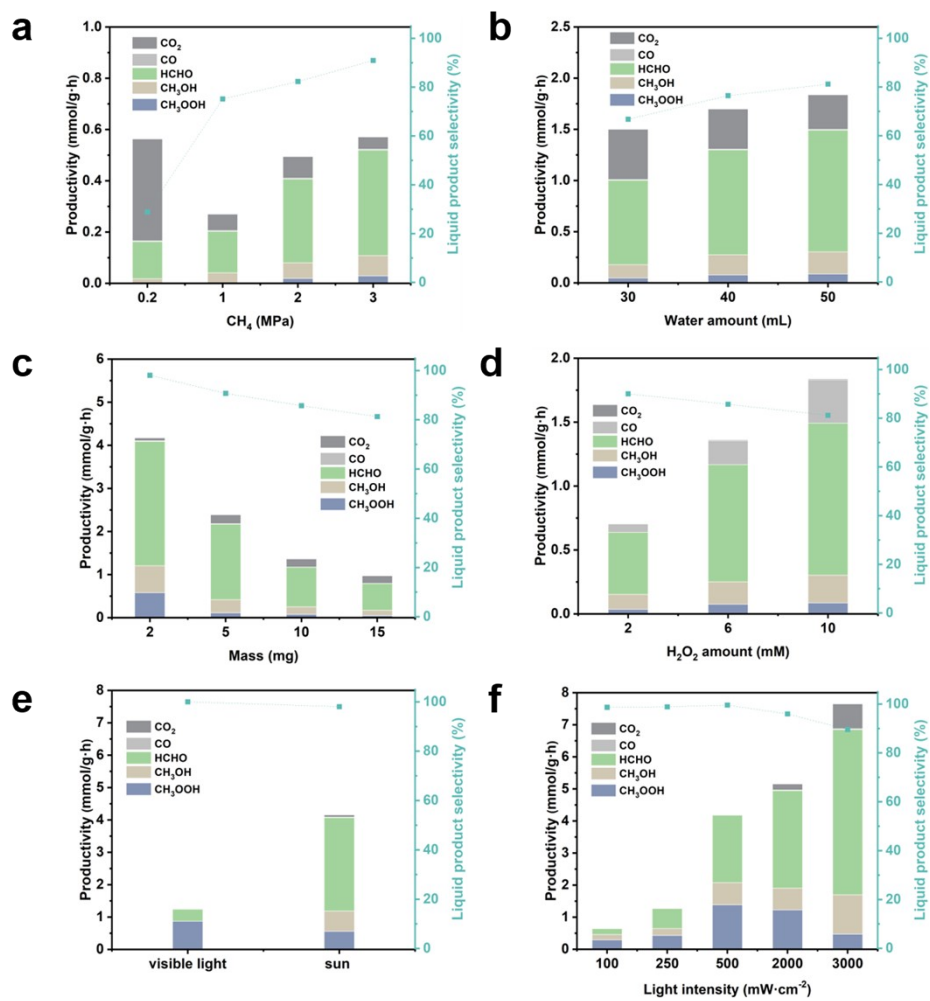 a
1.0
0.8
0.6
0.4
0.2
0.0
Productivity (mmol/g·h)
CO₂
CO
HCHO
CH₃OH
CH₃OOH
100
80
60
40
20
0
Liquid product selectivity (%)
0.2 1 2 3
CH₄ (MPa)
b
2.5
2.0
1.5
1.0
0.5
0.0
Productivity (mmol/g·h)
CO₂
CO
HCHO
CH₃OH
CH₃OOH
100
80
60
40
20
0
Liquid product selectivity (%)
30 40 50
Water amount (mL)
c
6
5
4
3
2
1
0
Productivity (mmol/g·h)
CO₂
CO
HCHO
CH₃OH
CH₃OOH
100
80
60
40
20
0
Liquid product selectivity (%)
2 5 10 15
Mass (mg)
d
2.0
1.5
1.0
0.5
0.0
Productivity (mmol/g·h)
CO₂
CO
HCHO
CH₃OH
CH₃OOH
100
80
60
40
20
0
Liquid product selectivity (%)
2 6 10
H₂O₂ amount (mM)
e
8
7
6
5
4
3
2
1
0
Productivity (mmol/g·h)
CO₂
CO
HCHO
CH₃OH
CH₃OOH
100
80
60
40
20
0
Liquid product selectivity (%)
visible light sun
f
8
7
6
5
4
3
2
1
0
Productivity (mmol/g·h)
CO₂
CO
HCHO
CH₃OH
CH₃OOH
100
80
60
40
20
0
Liquid product selectivity (%)
100 250 500 2000 3000
Light intensity (mW·cm⁻²)